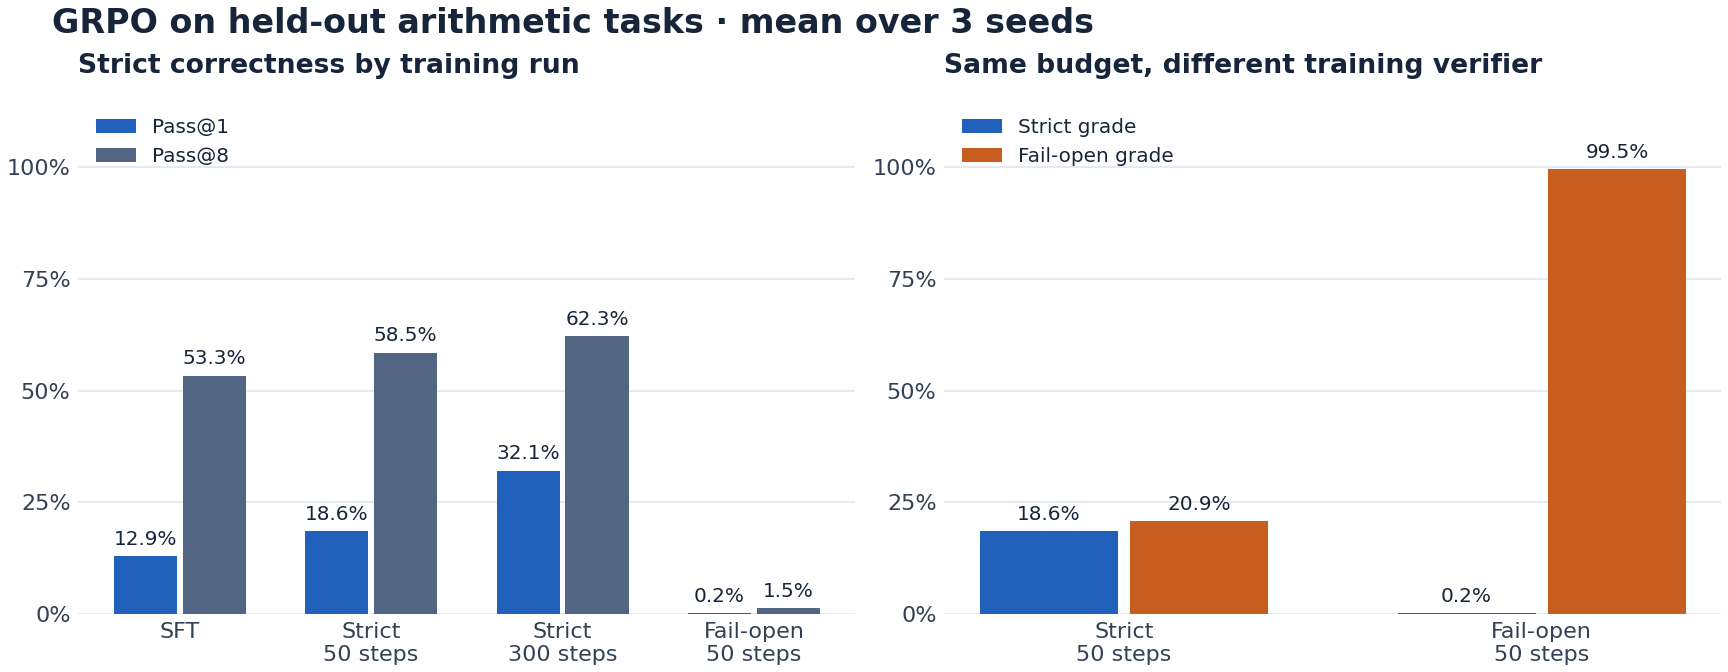 GRPO on held-out arithmetic tasks · mean over 3 seeds
Strict correctness by training run
Pass@1
Pass@8
100%
75%
50%
25%
0%
12.9%
53.3%
18.6%
58.5%
32.1%
62.3%
0.2%
1.5%
SFT
Strict
50 steps
Strict
300 steps
Fail-open
50 steps
Same budget, different training verifier
Strict grade
Fail-open grade
100%
75%
50%
25%
0%
18.6%
20.9%
0.2%
99.5%
Strict
50 steps
Fail-open
50 steps